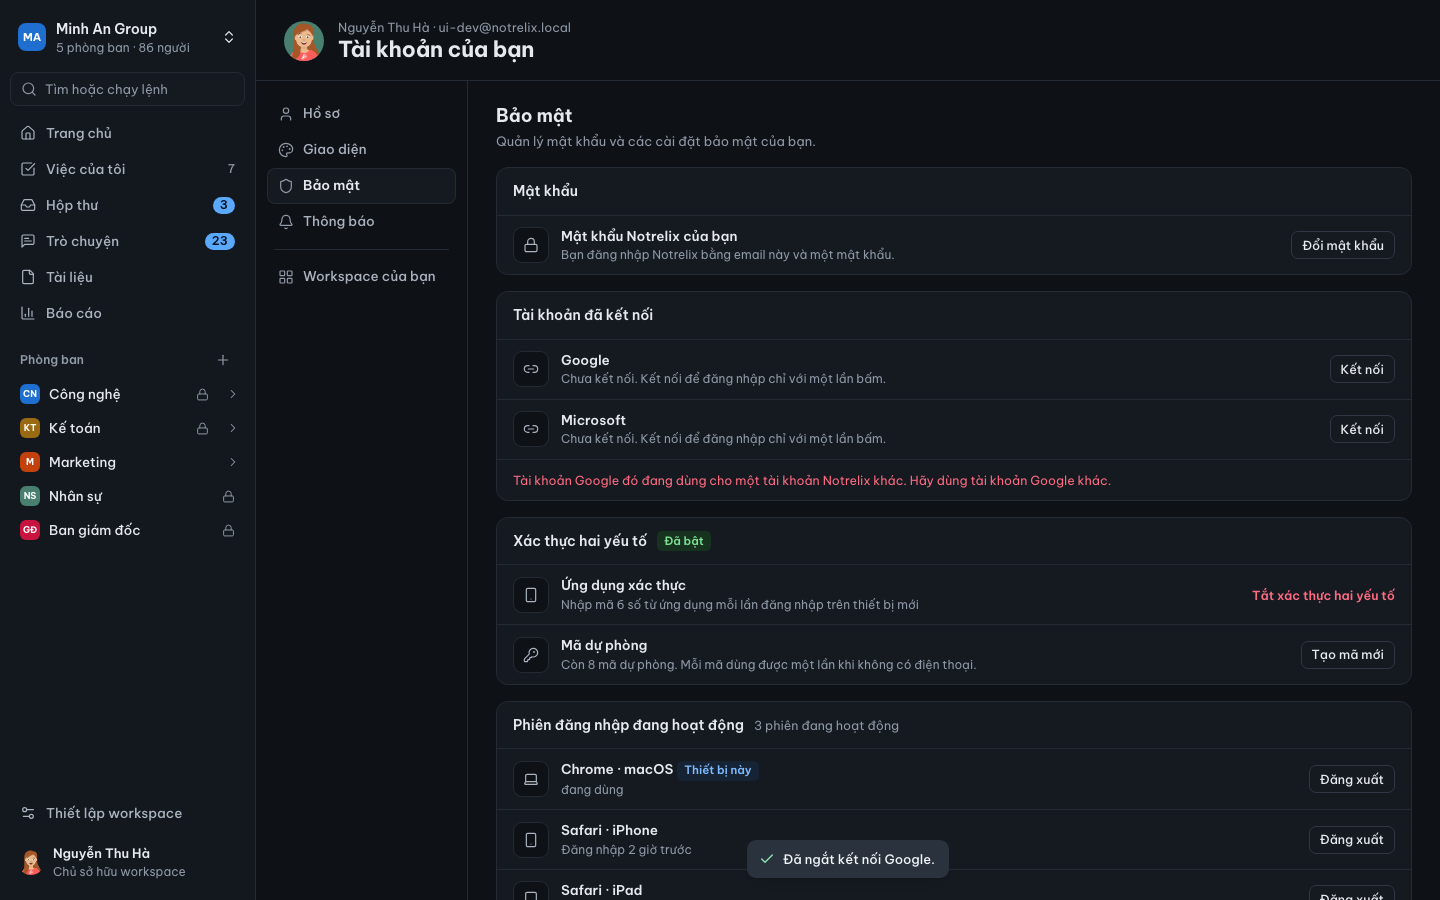 MA
Minh An Group
5 phòng ban · 86 người
Tìm hoặc chạy lệnh
Trang chủ
Việc của tôi 7
Hộp thư 3
Trò chuyện 23
Tài liệu
Báo cáo
Phòng ban
CN Công nghệ
KT Kế toán
M Marketing
NS Nhân sự
GĐ Ban giám đốc
Thiết lập workspace
Nguyễn Thu Hà
Chủ sở hữu workspace
Nguyễn Thu Hà · ui-dev@notrelix.local
Tài khoản của bạn
Hồ sơ
Giao diện
Bảo mật
Thông báo
Workspace của bạn
Bảo mật
Quản lý mật khẩu và các cài đặt bảo mật của bạn.
Mật khẩu
Mật khẩu Notrelix của bạn
Bạn đăng nhập Notrelix bằng email này và một mật khẩu.
Đổi mật khẩu
Tài khoản đã kết nối
Google
Chưa kết nối. Kết nối để đăng nhập chỉ với một lần bấm.
Kết nối
Microsoft
Chưa kết nối. Kết nối để đăng nhập chỉ với một lần bấm.
Kết nối
Tài khoản Google đó đang dùng cho một tài khoản Notrelix khác. Hãy dùng tài khoản Google khác.
Xác thực hai yếu tố Đã bật
Ứng dụng xác thực
Nhập mã 6 số từ ứng dụng mỗi lần đăng nhập trên thiết bị mới
Tắt xác thực hai yếu tố
Mã dự phòng
Còn 8 mã dự phòng. Mỗi mã dùng được một lần khi không có điện thoại.
Tạo mã mới
Phiên đăng nhập đang hoạt động 3 phiên đang hoạt động
Chrome · macOS Thiết bị này
đang dùng
Đăng xuất
Safari · iPhone
Đăng nhập 2 giờ trước
Đăng xuất
Safari · iPad
Đăng xuất
Đã ngắt kết nối Google.